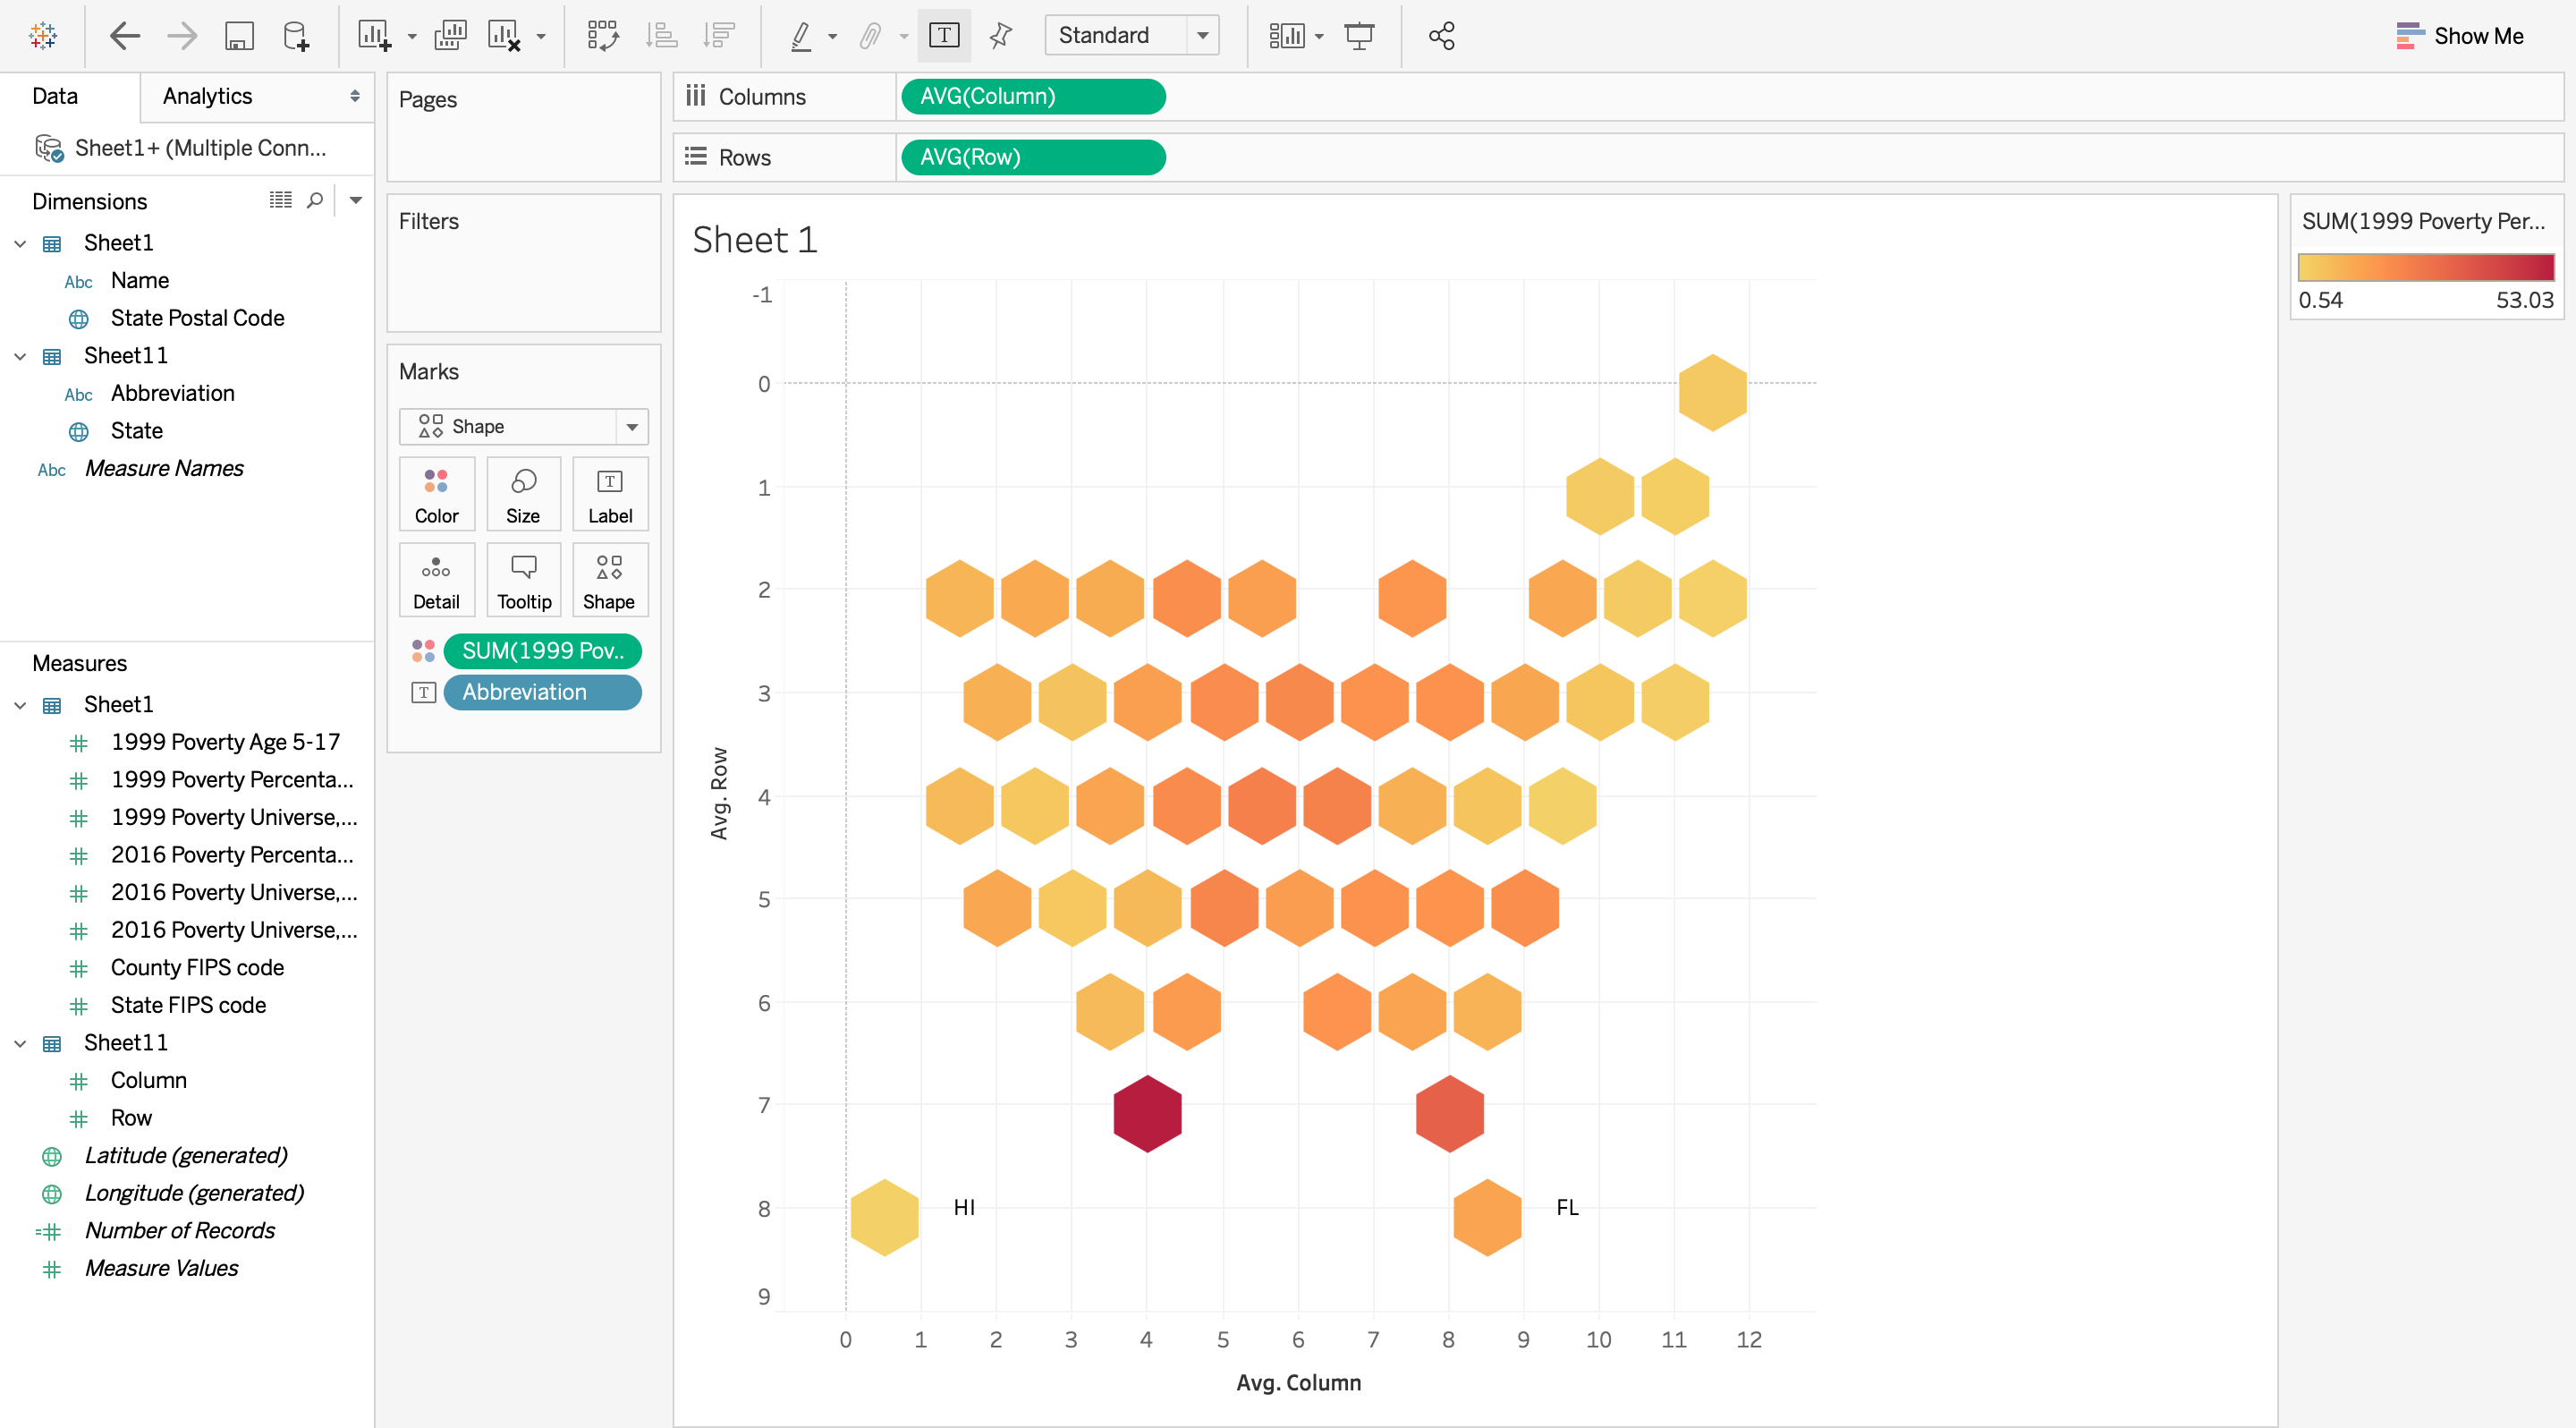 Standard
Show Me
Data
Analytics
Sheet1+ (Multiple Conn...
Dimensions
Sheet1
Abc Name
State Postal Code
Sheet11
Abc Abbreviation
State
Abc Measure Names
Measures
Sheet1
1999 Poverty Age 5-17
1999 Poverty Percenta...
1999 Poverty Universe,...
2016 Poverty Percenta...
2016 Poverty Universe,...
2016 Poverty Universe,...
County FIPS code
State FIPS code
Sheet11
Column
Row
Latitude (generated)
Longitude (generated)
Number of Records
Measure Values
Pages
Filters
Marks
Shape
Color
Size
Label
Detail
Tooltip
Shape
SUM(1999 Pov..
Abbreviation
Columns
AVG(Column)
Rows
AVG(Row)
Sheet 1
-1
0
1
2
3
4
5
6
7
8
9
Avg. Row
HI
FL
0 1 2 3 4 5 6 7 8 9 10 11 12
Avg. Column
SUM(1999 Poverty Per...
0.54 53.03